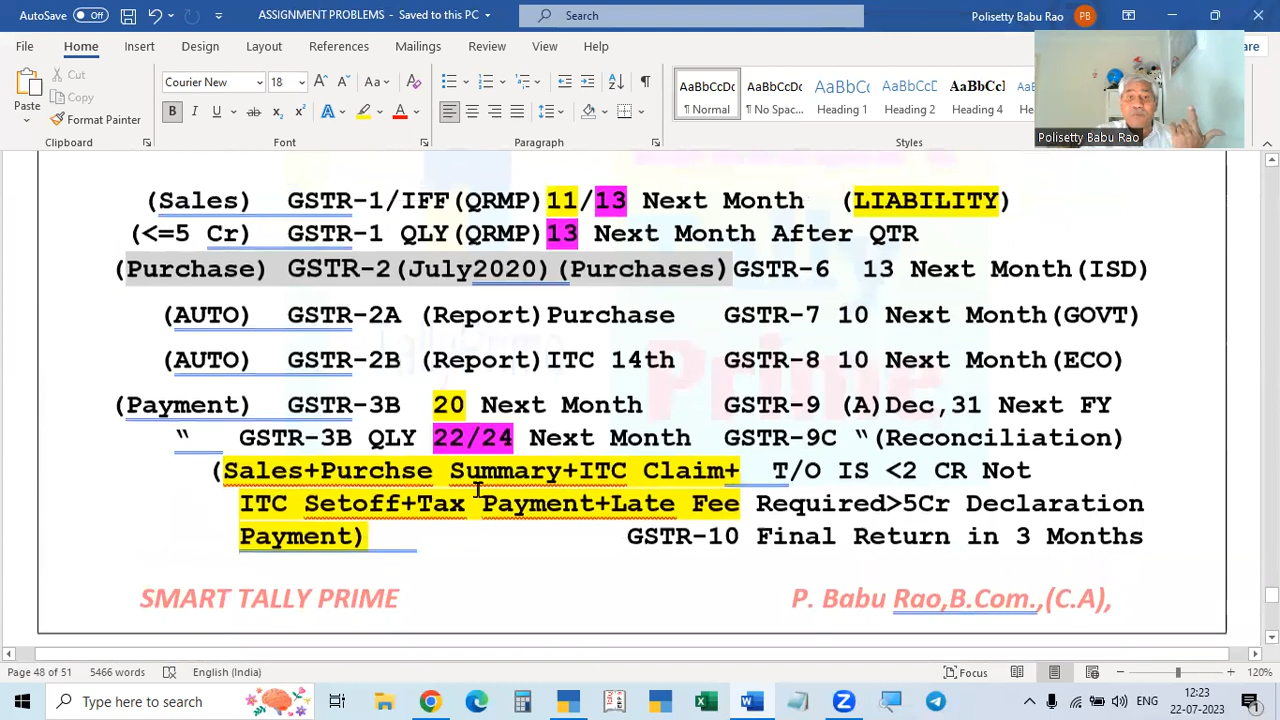 AutoSave Off
ASSIGNMENT PROBLEMS - Saved to this PC
Search
Polisetty Babu Rao PB
File Home Insert Design Layout References Mailings Review View Help
Paste
Cut
Copy
Format Painter
Clipboard
Courier New 18
Font
Paragraph
AaBbCcDd AaBbCcDd AaBbCcD AaBbCcD AaBbCcD
¶ Normal ¶ No Spac... Heading 1 Heading 2 Heading 4
Styles
Polisetty Babu Rao
(Sales) GSTR-1/IFF(QRMP)11/13 Next Month (LIABILITY)
(<=5 Cr) GSTR-1 QLY(QRMP)13 Next Month After QTR
(Purchase) GSTR-2(July2020)(Purchases)GSTR-6 13 Next Month(ISD)
(AUTO) GSTR-2A (Report)Purchase GSTR-7 10 Next Month(GOVT)
(AUTO) GSTR-2B (Report)ITC 14th GSTR-8 10 Next Month(ECO)
(Payment) GSTR-3B 20 Next Month GSTR-9 (A)Dec,31 Next FY
“ GSTR-3B QLY 22/24 Next Month GSTR-9C “(Reconciliation)
(Sales+Purchse Summary+ITC Claim+ T/O IS <2 CR Not
ITC Setoff+Tax Payment+Late Fee Required>5Cr Declaration
Payment) GSTR-10 Final Return in 3 Months
SMART TALLY PRIME P. Babu Rao,B.Com.,(C.A),
Page 48 of 51 5466 words English (India) Focus 120%
Type here to search
ENG
12:23
22-07-2023